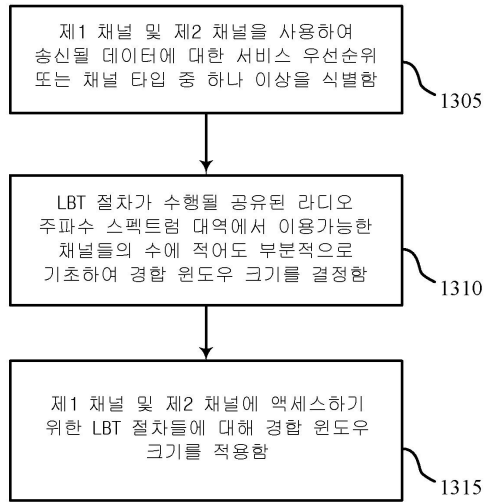 제1 채널 및 제2 채널을 사용하여
송신될 데이터에 대한 서비스 우선순위
또는 채널 타입 중 하나 이상을 식별함
1305
LBT 절차가 수행될 공유된 라디오
주파수 스펙트럼 대역에서 이용가능한
채널들의 수에 적어도 부분적으로
기초하여 경합 윈도우 크기를 결정함
1310
제1 채널 및 제2 채널에 액세스하기
위한 LBT 절차들에 대해 경합 윈도우
크기를 적용함
1315